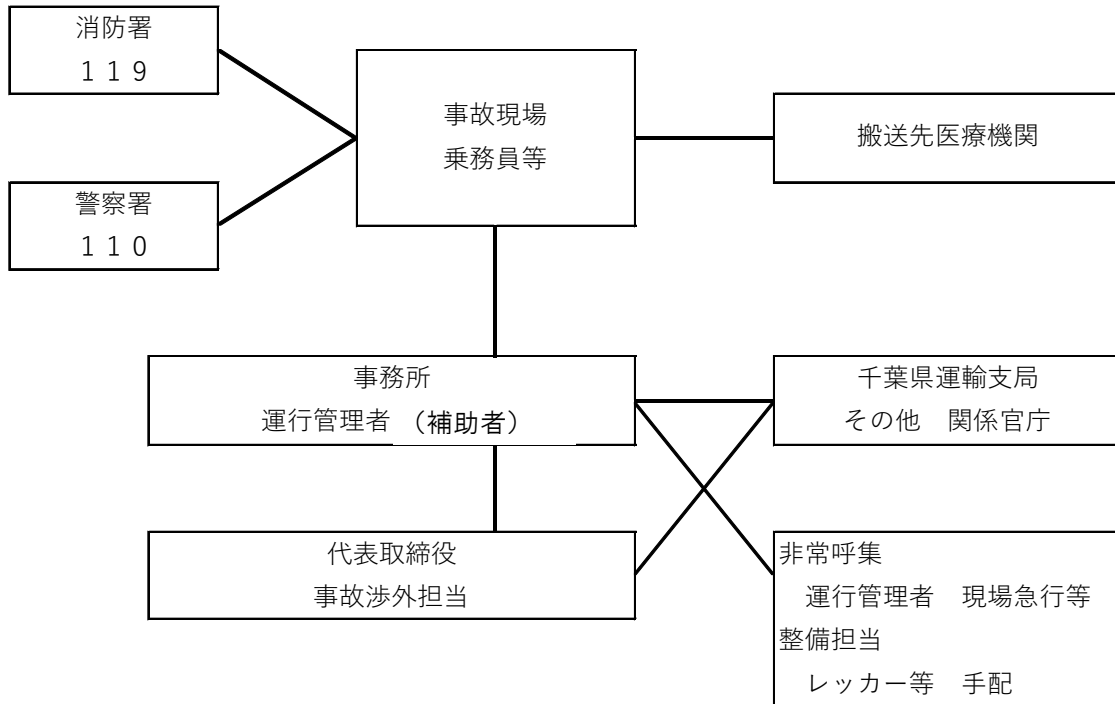 消防署
１１９
事故現場
乗務員等
搬送先医療機関
警察署
１１０
事務所
運行管理者 （補助者）
千葉県運輸支局
その他　関係官庁
代表取締役
事故渉外担当
非常呼集
　運行管理者　現場急行等
整備担当
　レッカー等　手配